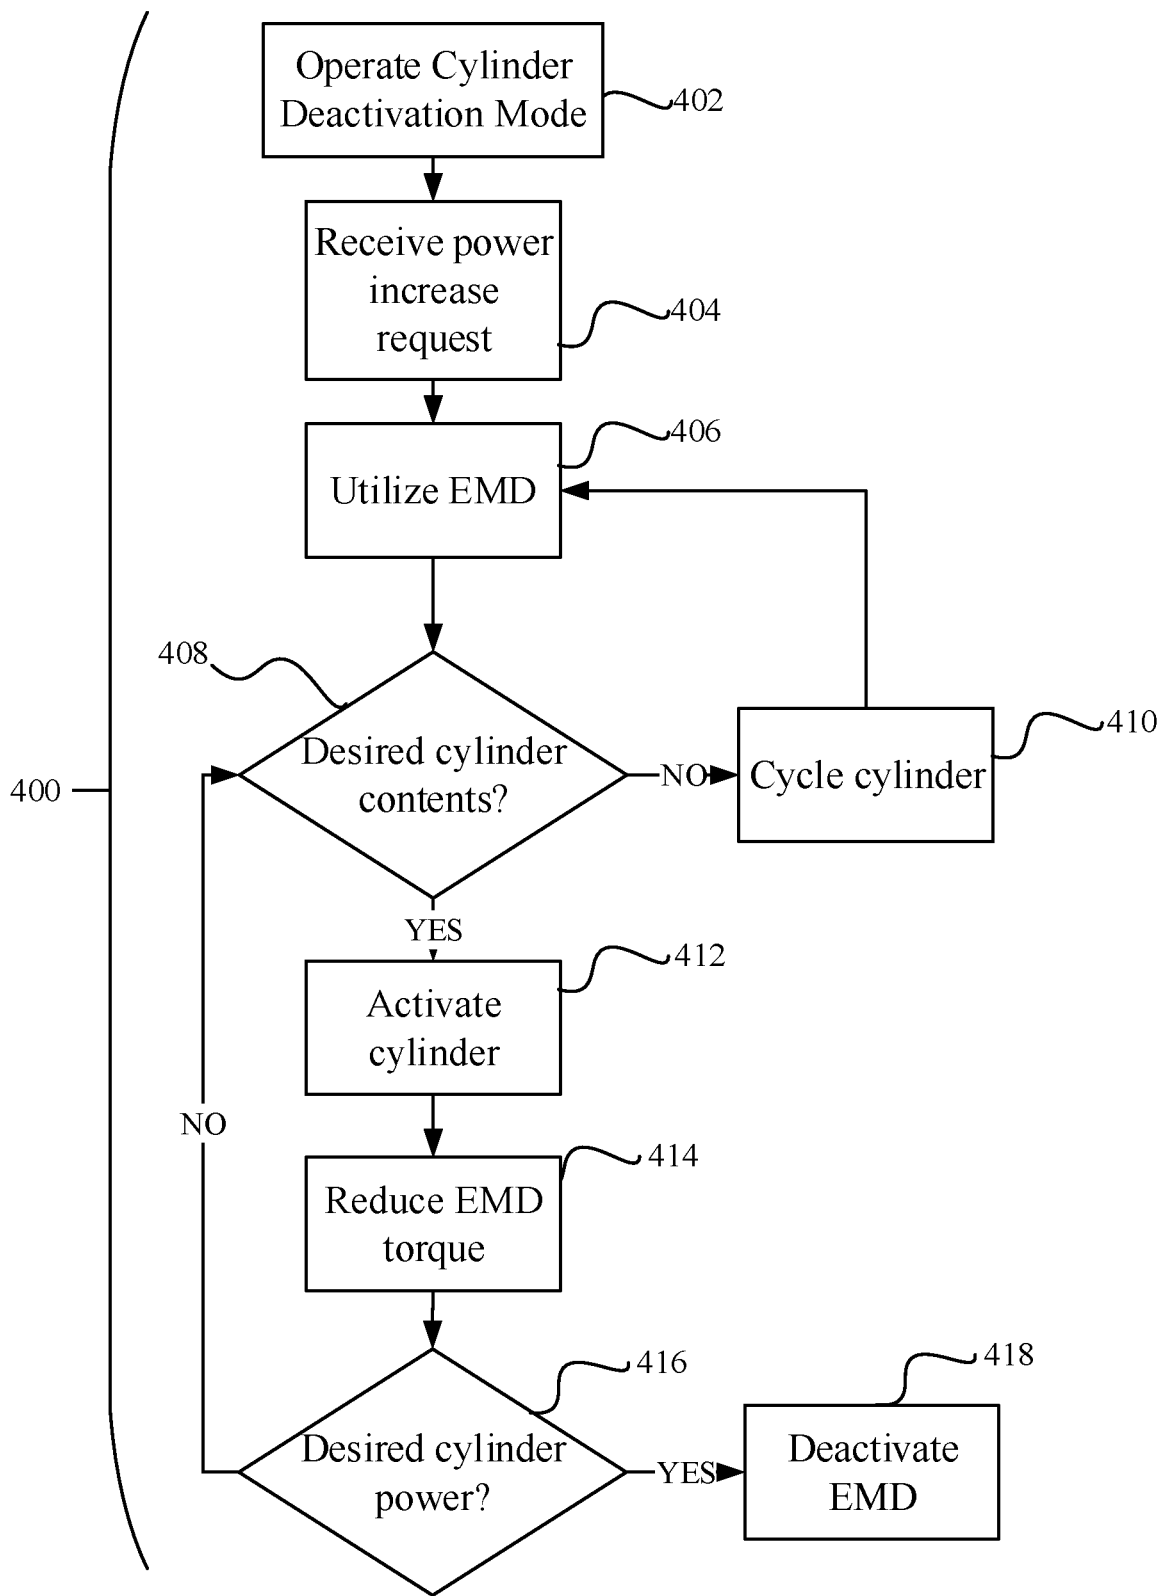 Operate Cylinder
Deactivation Mode
402
Receive power
increase
request
404
406
Utilize EMD
408
Desired cylinder
contents?
NO
410
Cycle cylinder
400
YES
412
Activate
cylinder
NO
414
Reduce EMD
torque
416
Desired cylinder
power?
YES
418
Deactivate
EMD